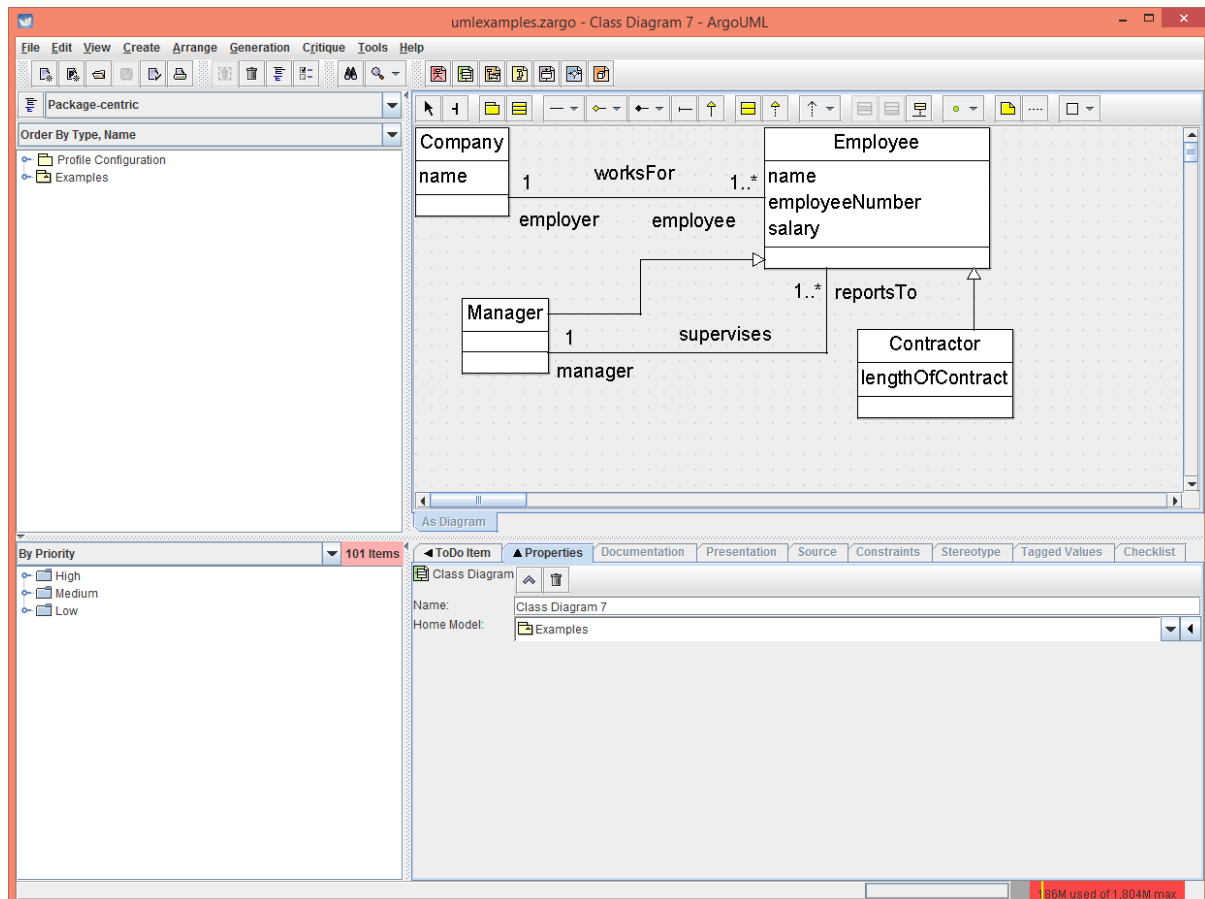 umlexamples.zargo - Class Diagram 7 - ArgoUML
File Edit View Create Arrange Generation Critique Tools Help
Package-centric
Order By Type, Name
Profile Configuration
Examples
Company
name
1
worksFor
1..*
employer
employee
Employee
name
employeeNumber
salary
1..*
reportsTo
Manager
1
supervises
manager
Contractor
lengthOfContract
As Diagram
By Priority
101 Items
High
Medium
Low
ToDo Item
Properties
Documentation
Presentation
Source
Constraints
Stereotype
Tagged Values
Checklist
Class Diagram
Name:
Class Diagram 7
Home Model:
Examples
186M used of 1,804M max